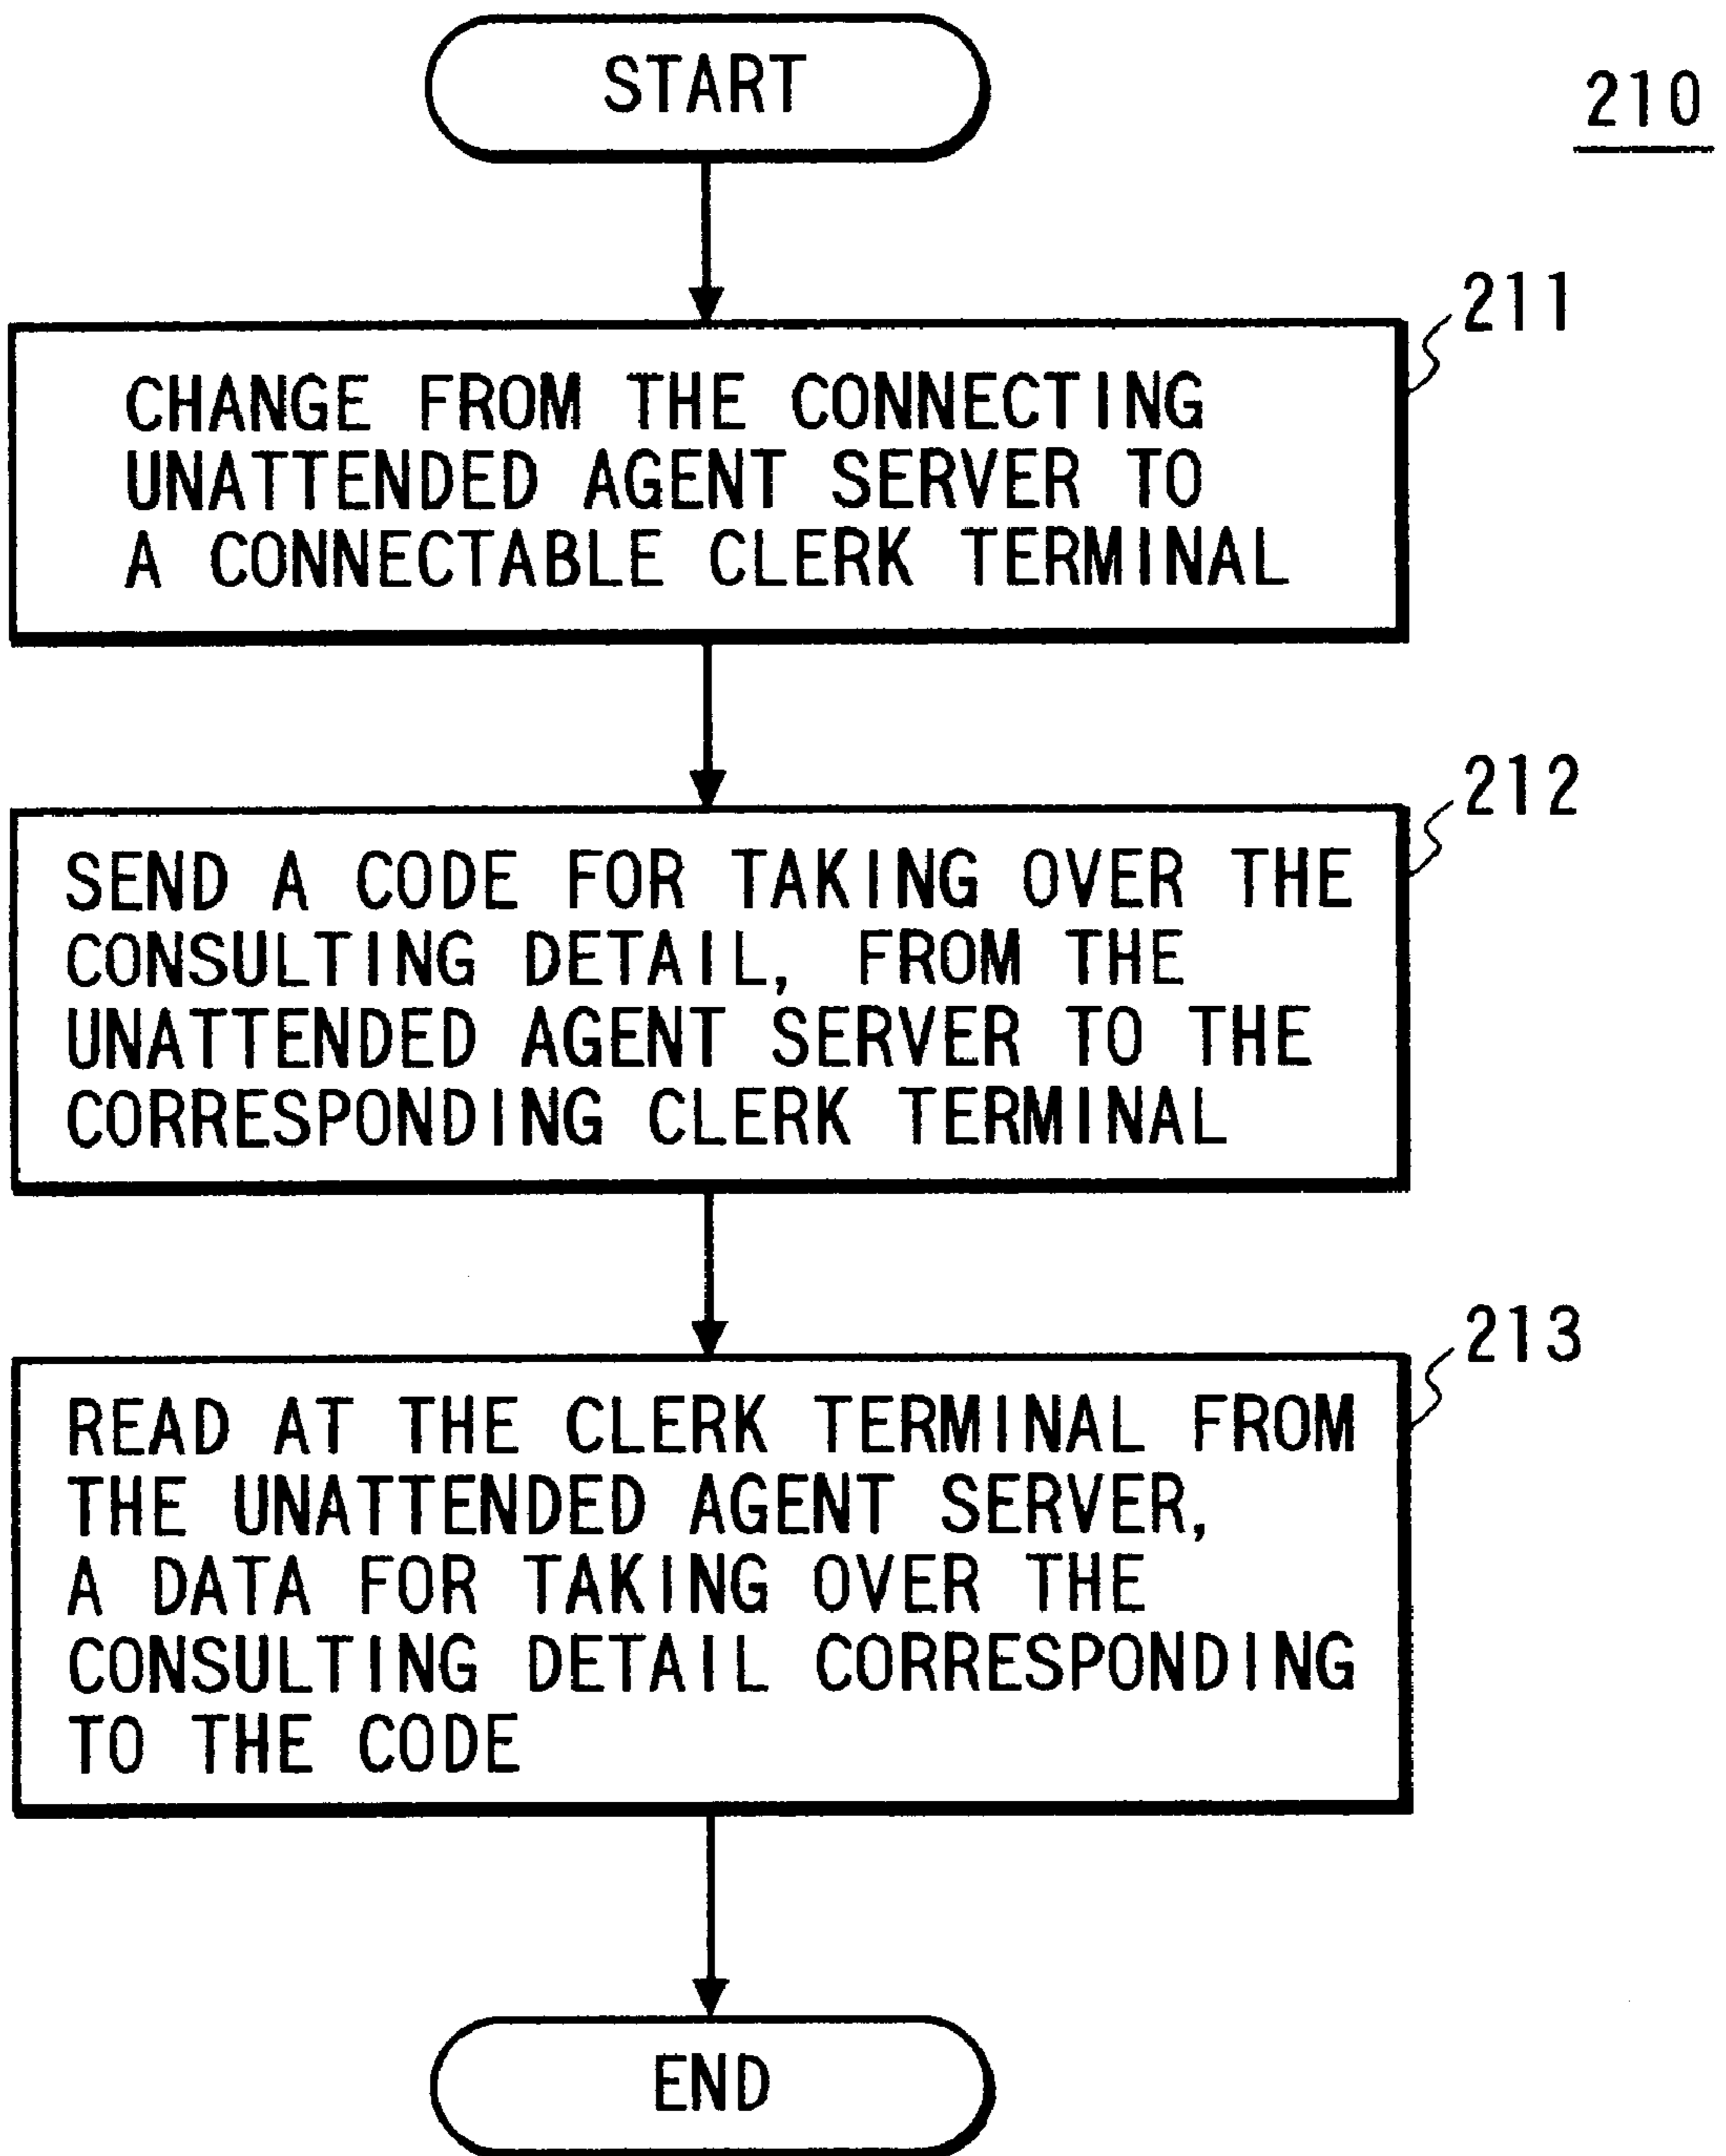 START
210
211
CHANGE FROM THE CONNECTING
UNATTENDED AGENT SERVER TO
A CONNECTABLE CLERK TERMINAL
212
SEND A CODE FOR TAKING OVER THE
CONSULTING DETAIL, FROM THE
UNATTENDED AGENT SERVER TO THE
CORRESPONDING CLERK TERMINAL
213
READ AT THE CLERK TERMINAL FROM
THE UNATTENDED AGENT SERVER,
A DATA FOR TAKING OVER THE
CONSULTING DETAIL CORRESPONDING
TO THE CODE
END